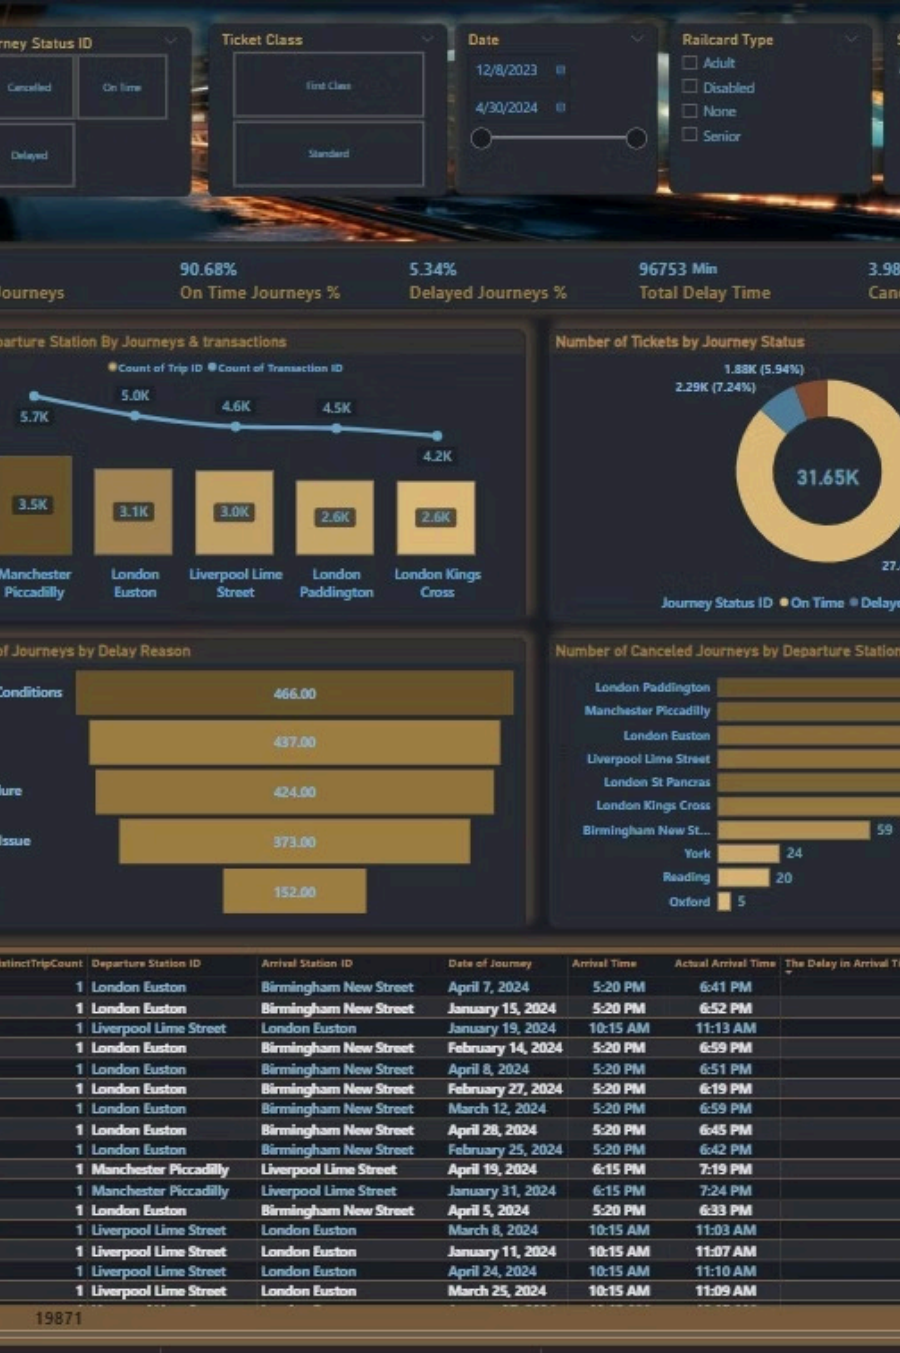 rney Status ID
Cancelled
On Time
Delayed
Ticket Class
First Class
Standard
Date
12/8/2023
4/30/2024
Railcard Type
Adult
Disabled
None
Senior
Journeys
90.68%
On Time Journeys %
5.34%
Delayed Journeys %
96753 Min
Total Delay Time
3.98
Can
parture Station By Journeys & transactions
Count of Trip ID Count of Transaction ID
5.7K 5.0K 4.6K 4.5K 4.2K
3.5K 3.1K 3.0K 2.6K 2.6K
Manchester Piccadilly
London Euston
Liverpool Lime Street
London Paddington
London Kings Cross
Number of Tickets by Journey Status
1.88K (5.94%)
2.29K (7.24%)
31.65K
27.
Journey Status ID On Time Delaye
of Journeys by Delay Reason
Conditions 466.00
437.00
ure 424.00
Issue 373.00
152.00
Number of Canceled Journeys by Departure Station
London Paddington
Manchester Piccadilly
London Euston
Liverpool Lime Street
London St Pancras
London Kings Cross
Birmingham New St... 59
York 24
Reading 20
Oxford 5
istinctTripCount Departure Station ID Arrival Station ID Date of Journey Arrival Time Actual Arrival Time The Delay in Arrival Ti
1 London Euston Birmingham New Street April 7, 2024 5:20 PM 6:41 PM
1 London Euston Birmingham New Street January 15, 2024 5:20 PM 6:52 PM
1 Liverpool Lime Street London Euston January 19, 2024 10:15 AM 11:13 AM
1 London Euston Birmingham New Street February 14, 2024 5:20 PM 6:59 PM
1 London Euston Birmingham New Street April 8, 2024 5:20 PM 6:51 PM
1 London Euston Birmingham New Street February 27, 2024 5:20 PM 6:19 PM
1 London Euston Birmingham New Street March 12, 2024 5:20 PM 6:59 PM
1 London Euston Birmingham New Street April 28, 2024 5:20 PM 6:45 PM
1 London Euston Birmingham New Street February 25, 2024 5:20 PM 6:42 PM
1 Manchester Piccadilly Liverpool Lime Street April 19, 2024 6:15 PM 7:19 PM
1 Manchester Piccadilly Liverpool Lime Street January 31, 2024 6:15 PM 7:24 PM
1 London Euston Birmingham New Street April 5, 2024 5:20 PM 6:33 PM
1 Liverpool Lime Street London Euston March 8, 2024 10:15 AM 11:03 AM
1 Liverpool Lime Street London Euston January 11, 2024 10:15 AM 11:07 AM
1 Liverpool Lime Street London Euston April 24, 2024 10:15 AM 11:10 AM
1 Liverpool Lime Street London Euston March 25, 2024 10:15 AM 11:09 AM
19871